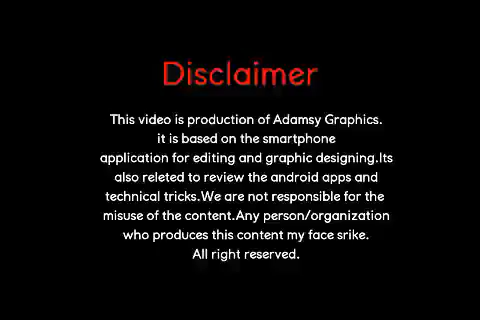 Disclaimer
This video is production of Adamsy Graphics.
it is based on the smartphone
application for editing and graphic designing.Its
also releted to review the android apps and
technical tricks.We are not responsible for the
misuse of the content.Any person/organization
who produces this content my face srike.
All right reserved.